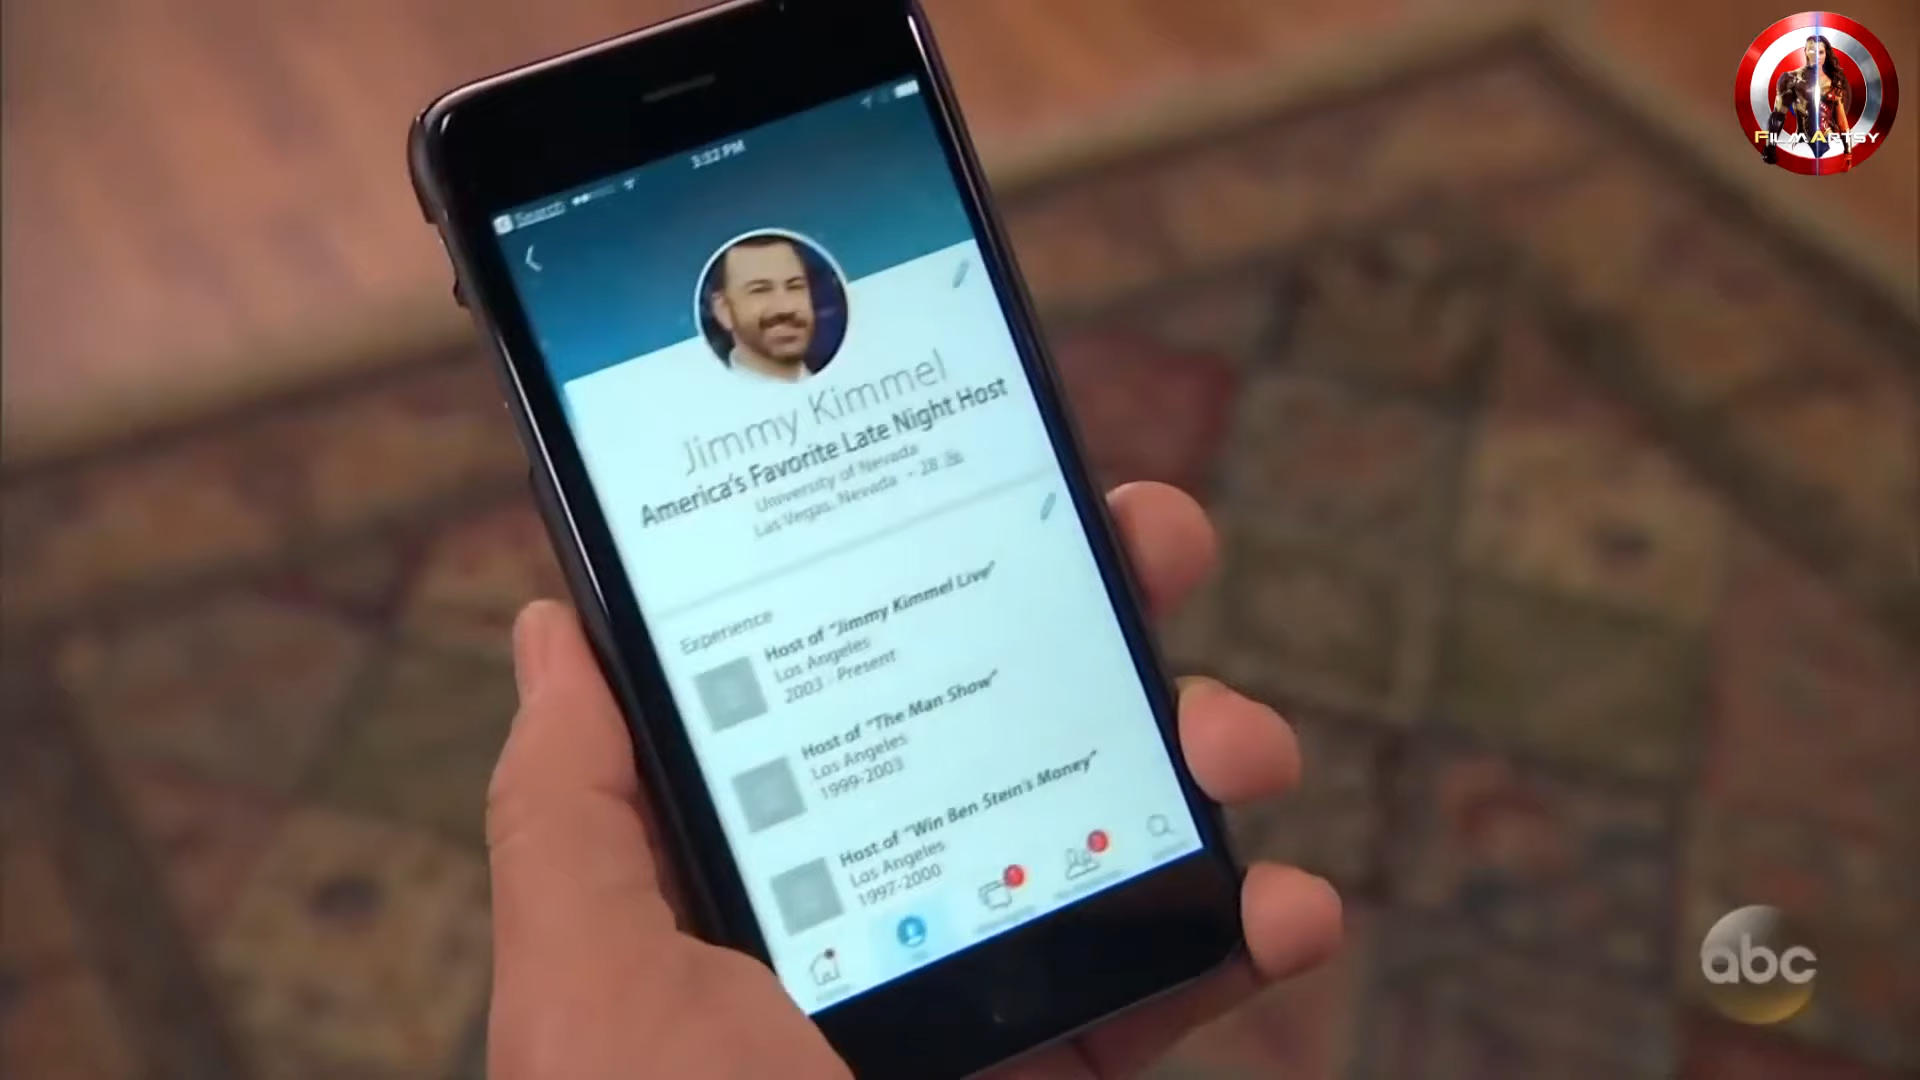 FILMARTSY
3:22 PM
Search
Jimmy Kimmel
America's Favorite Late Night Host
University of Nevada
Las Vegas, Nevada • 28
Experience
Host of "Jimmy Kimmel Live"
Los Angeles
2003 - Present
Host of "The Man Show"
Los Angeles
1999-2003
Host of "Win Ben Stein's Money"
Los Angeles
1997-2000
abc